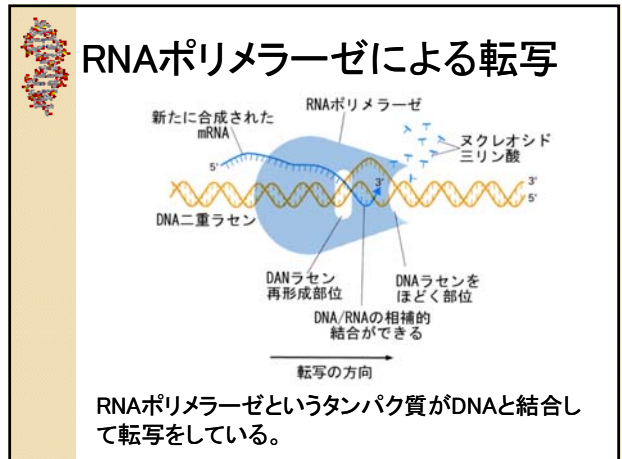 RNAポリメラーゼによる転写
RNAポリメラーゼ
新たに合成された
mRNA
ヌクレオシド
三リン酸
5'
3'
3'
5'
DNA二重ラセン
DANラセン
再形成部位
DNAラセンを
ほどく部位
DNA/RNAの相補的
結合ができる
転写の方向
RNAポリメラーゼというタンパク質がDNAと結合し
て転写をしている。